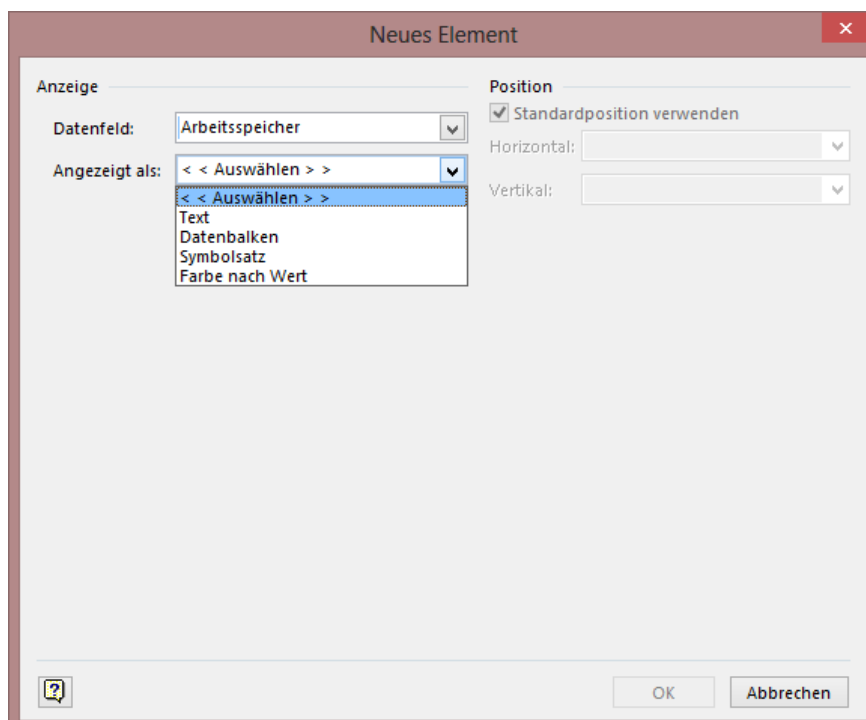 Neues Element
Anzeige
Datenfeld: Arbeitsspeicher
Angezeigt als: < < Auswählen > >
< < Auswählen > >
Text
Datenbalken
Symbolsatz
Farbe nach Wert
Position
Standardposition verwenden
Horizontal:
Vertikal:
OK Abbrechen